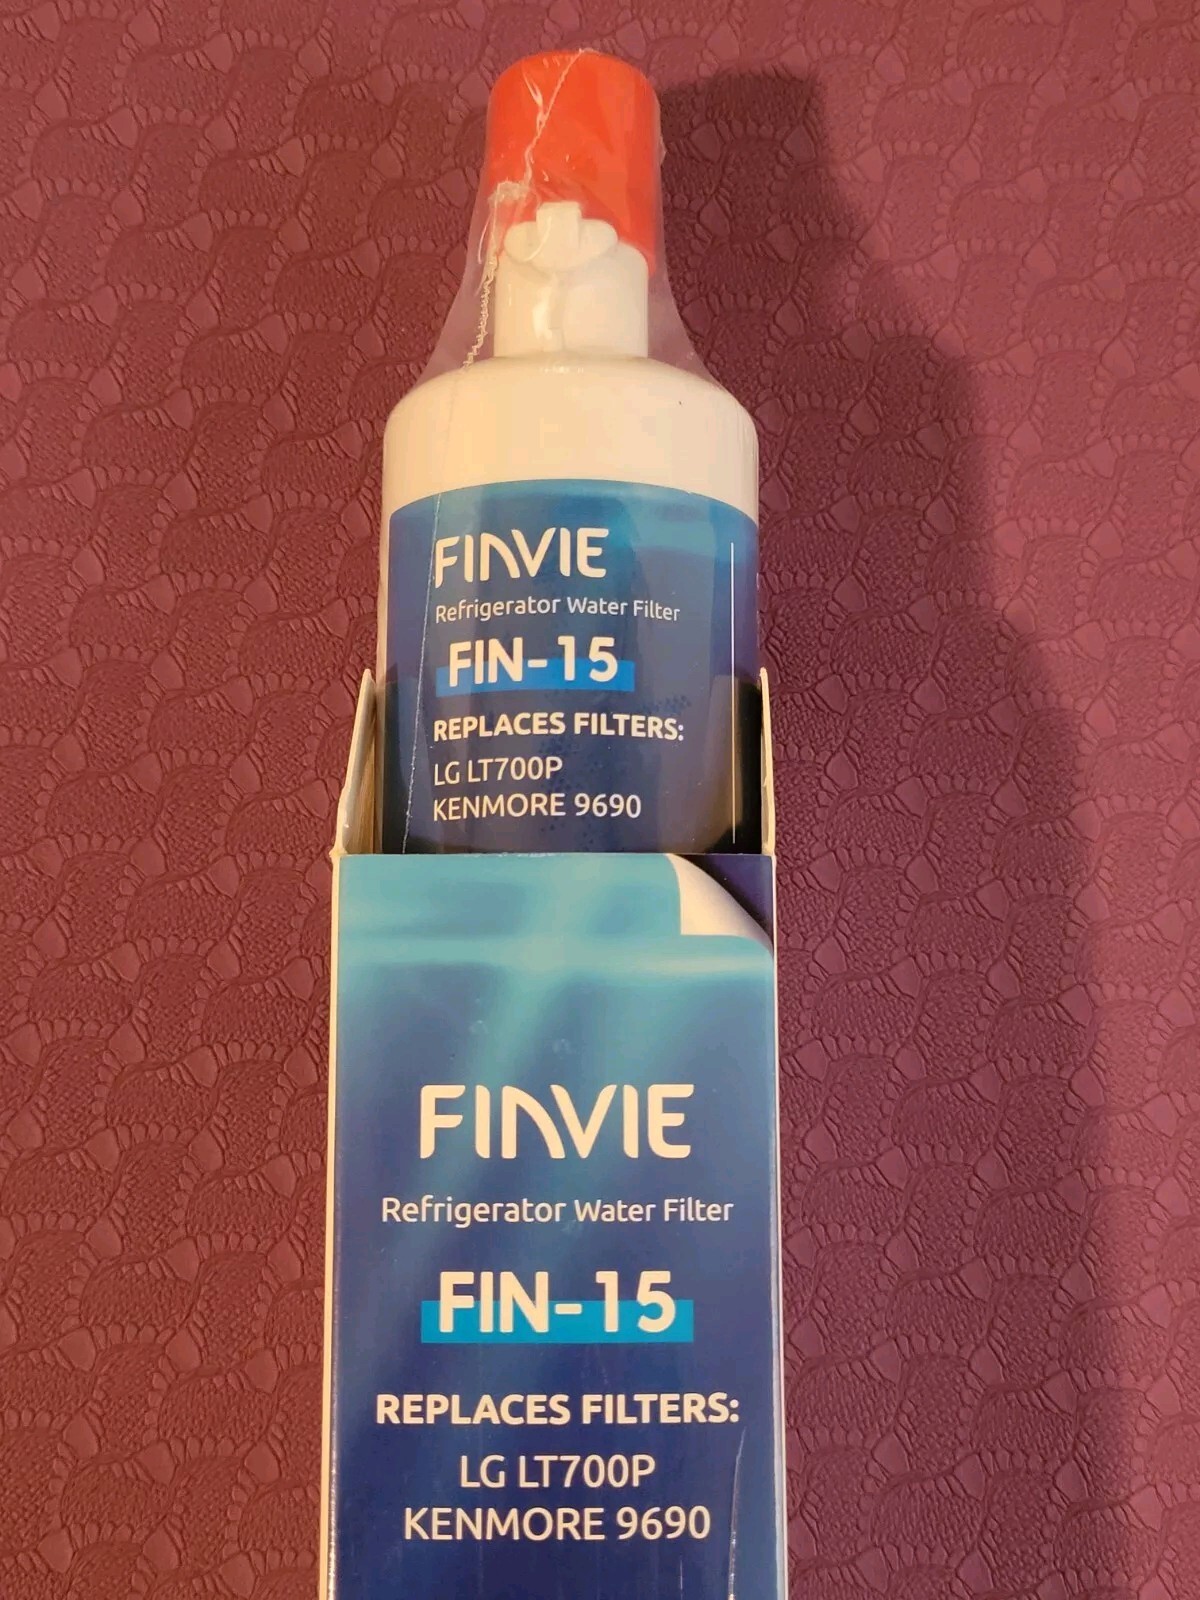 FINVIE
Refrigerator Water Filter
FIN-15
REPLACES FILTERS:
LG LT700P
KENMORE 9690
FINVIE
Refrigerator Water Filter
FIN-15
REPLACES FILTERS:
LG LT700P
KENMORE 9690